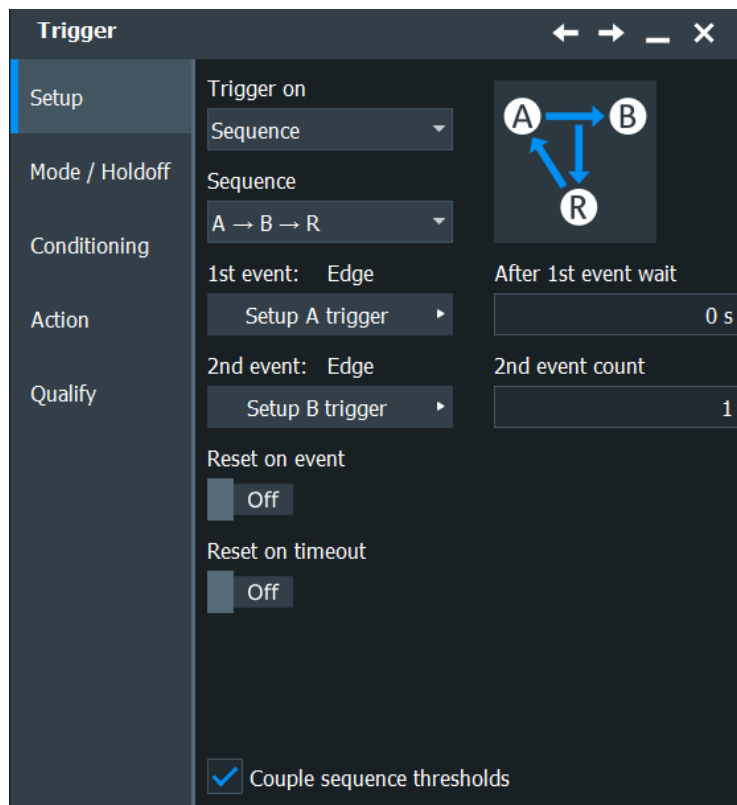 Trigger
Setup
Mode / Holdoff
Conditioning
Action
Qualify
Trigger on
Sequence
Sequence
A → B → R
1st event: Edge
Setup A trigger
2nd event: Edge
Setup B trigger
Reset on event
Off
Reset on timeout
Off
A B
R
After 1st event wait
0 s
2nd event count
1
Couple sequence thresholds